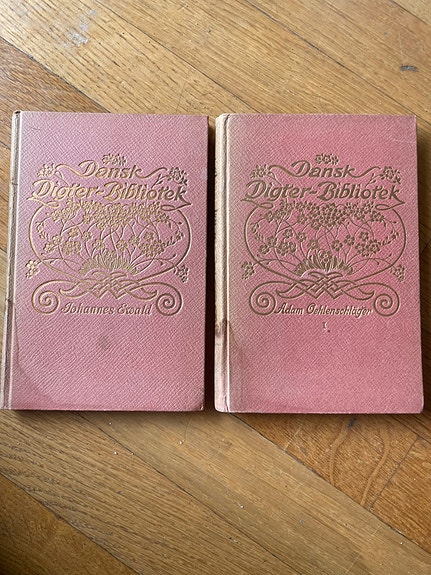 Dansk
Digter-Bibliotek
Johannes Ewald
Dansk
Digter-Bibliotek
Adam Oehlenschläger
I.